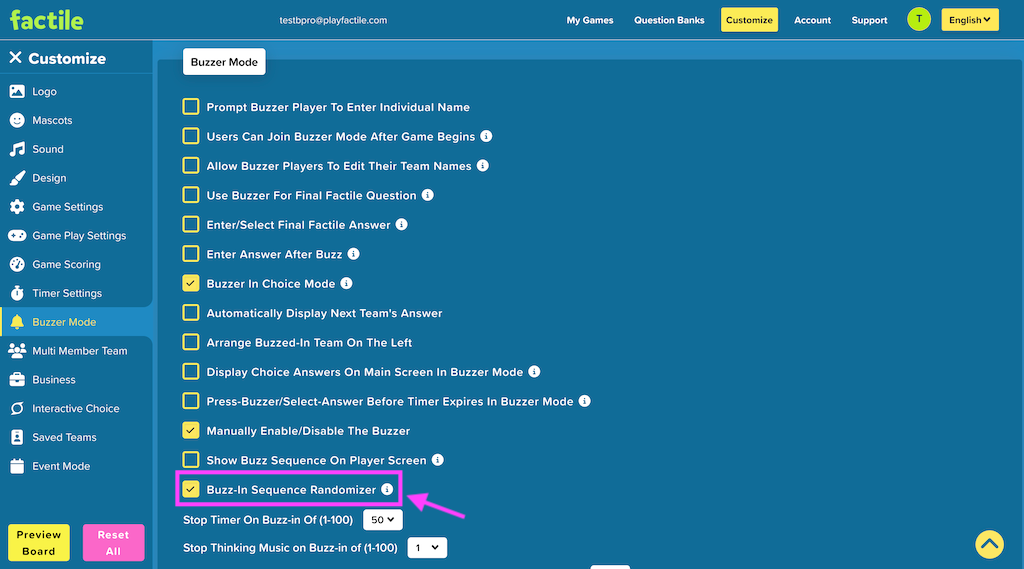 factile
testbpro@playfactile.com
My Games
Question Banks
Customize
Account
Support
T
English
Customize
Logo
Mascots
Sound
Design
Game Settings
Game Play Settings
Game Scoring
Timer Settings
Buzzer Mode
Multi Member Team
Business
Interactive Choice
Saved Teams
Event Mode
Preview
Board
Reset
All
Buzzer Mode
Prompt Buzzer Player To Enter Individual Name
Users Can Join Buzzer Mode After Game Begins
Allow Buzzer Players To Edit Their Team Names
Use Buzzer For Final Factile Question
Enter/Select Final Factile Answer
Enter Answer After Buzz
Buzzer In Choice Mode
Automatically Display Next Team's Answer
Arrange Buzzed-In Team On The Left
Display Choice Answers On Main Screen In Buzzer Mode
Press-Buzzer/Select-Answer Before Timer Expires In Buzzer Mode
Manually Enable/Disable The Buzzer
Show Buzz Sequence On Player Screen
Buzz-In Sequence Randomizer
Stop Timer On Buzz-in Of (1-100) 50
Stop Thinking Music on Buzz-in of (1-100) 1